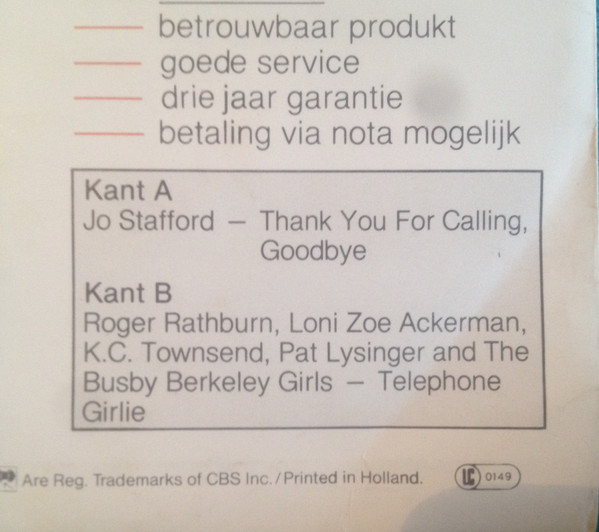 betrouwbaar produkt
goede service
drie jaar garantie
betaling via nota mogelijk
Kant A
Jo Stafford – Thank You For Calling,
Goodbye
Kant B
Roger Rathburn, Loni Zoe Ackerman,
K.C. Townsend, Pat Lysinger and The
Busby Berkeley Girls – Telephone
Girlie
Are Reg. Trademarks of CBS Inc./Printed in Holland. LC 0149